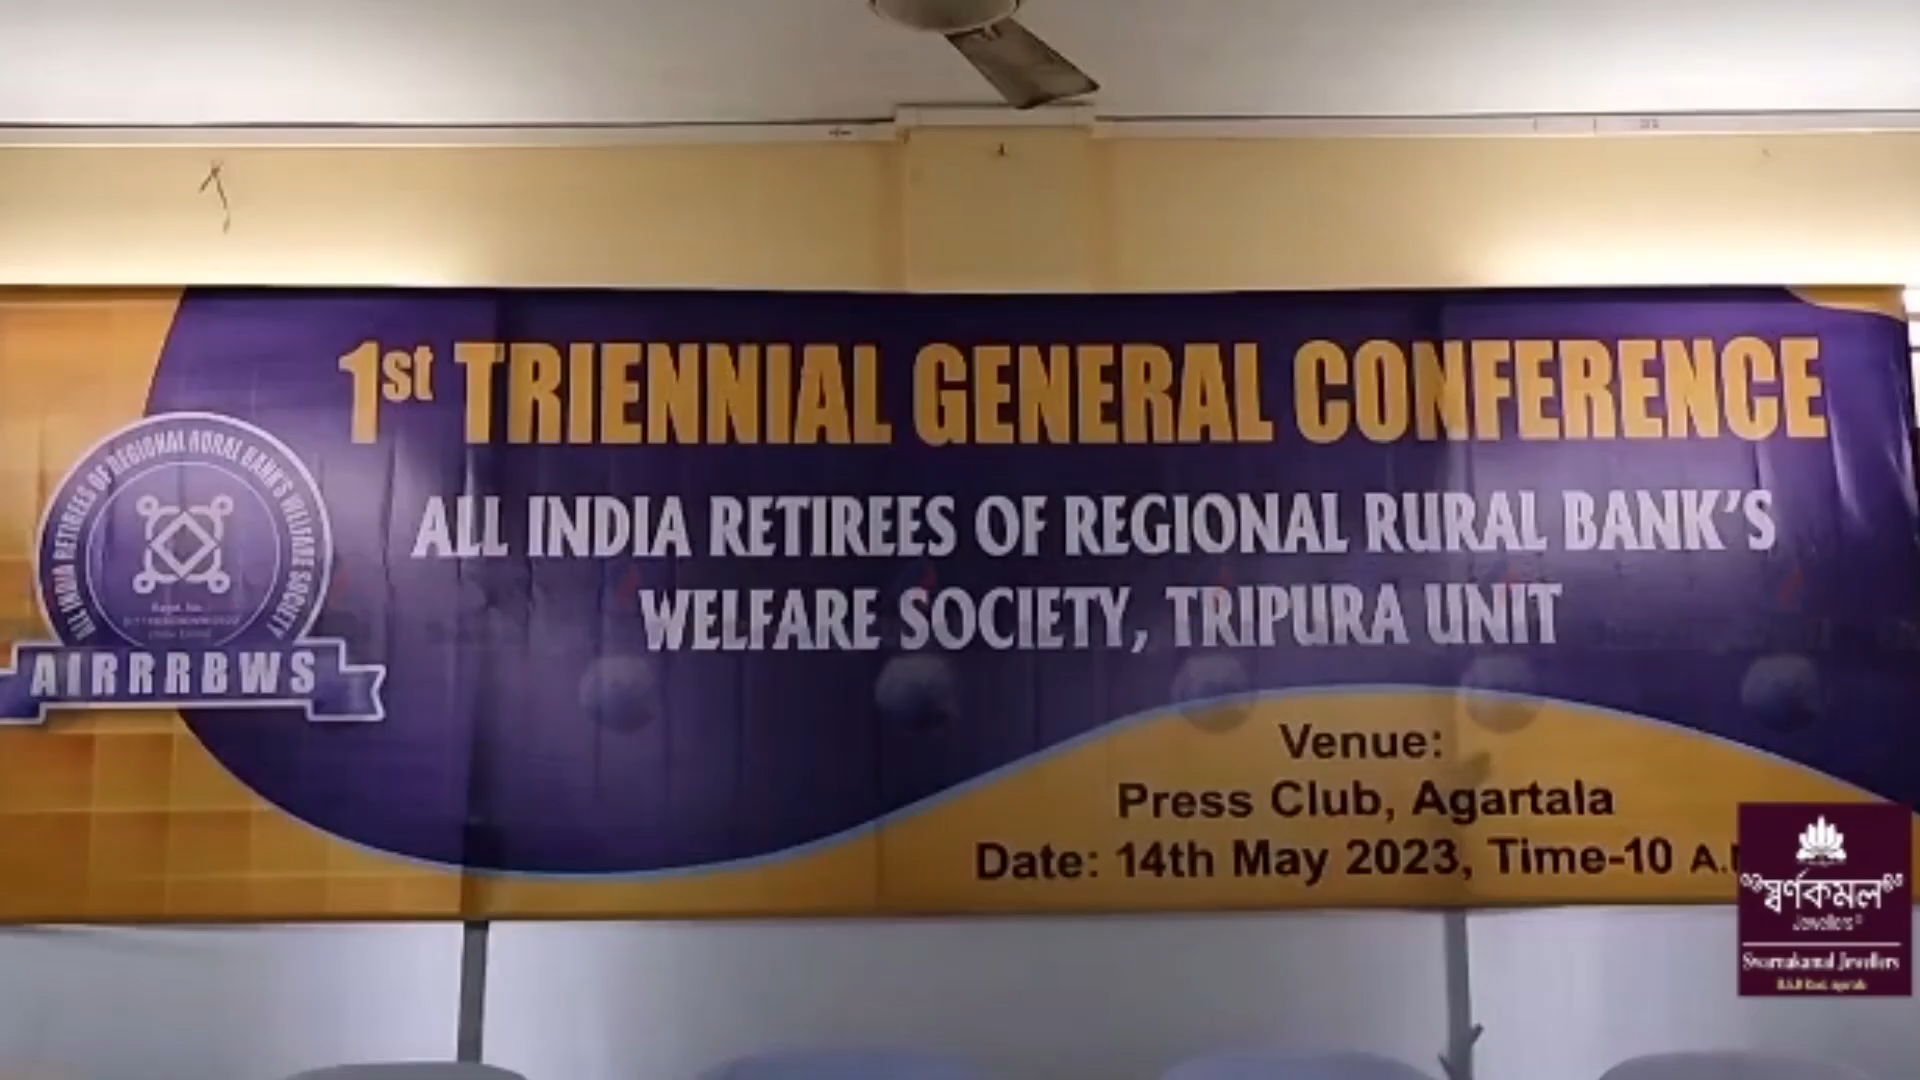 1st TRIENNIAL GENERAL CONFERENCE
ALL INDIA RETIREES OF REGIONAL RURAL BANK'S
WELFARE SOCIETY, TRIPURA UNIT
ALL INDIA RETIREES OF REGIONAL RURAL BANK'S WELFARE SOCIETY
Regd. No.
AIRRRBWS
Venue:
Press Club, Agartala
Date: 14th May 2023, Time-10 A.
স্বর্ণকমল
Jewellers
Swarnakamal Jewellers